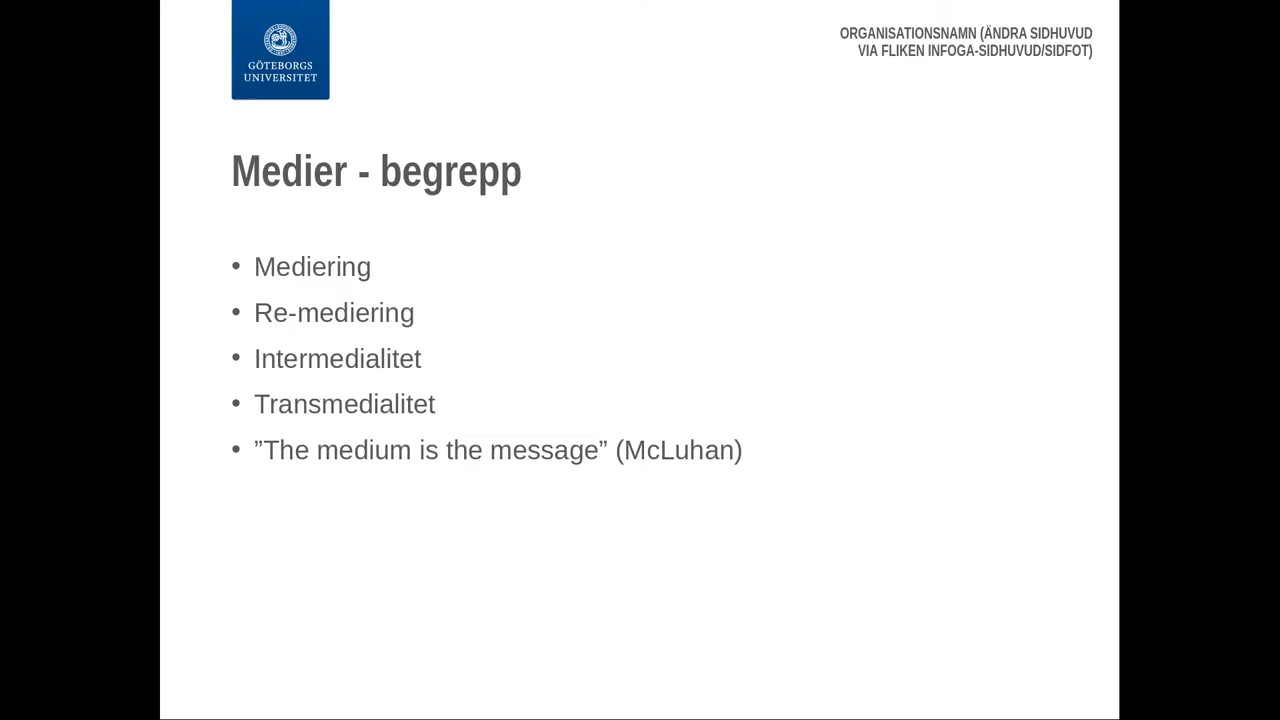 GÖTEBORGS
UNIVERSITET
ORGANISATIONSNAMN (ÄNDRA SIDHUVUD
VIA FLIKEN INFOGA-SIDHUVUD/SIDFOT)
Medier - begrepp
• Mediering
• Re-mediering
• Intermedialitet
• Transmedialitet
• ”The medium is the message” (McLuhan)